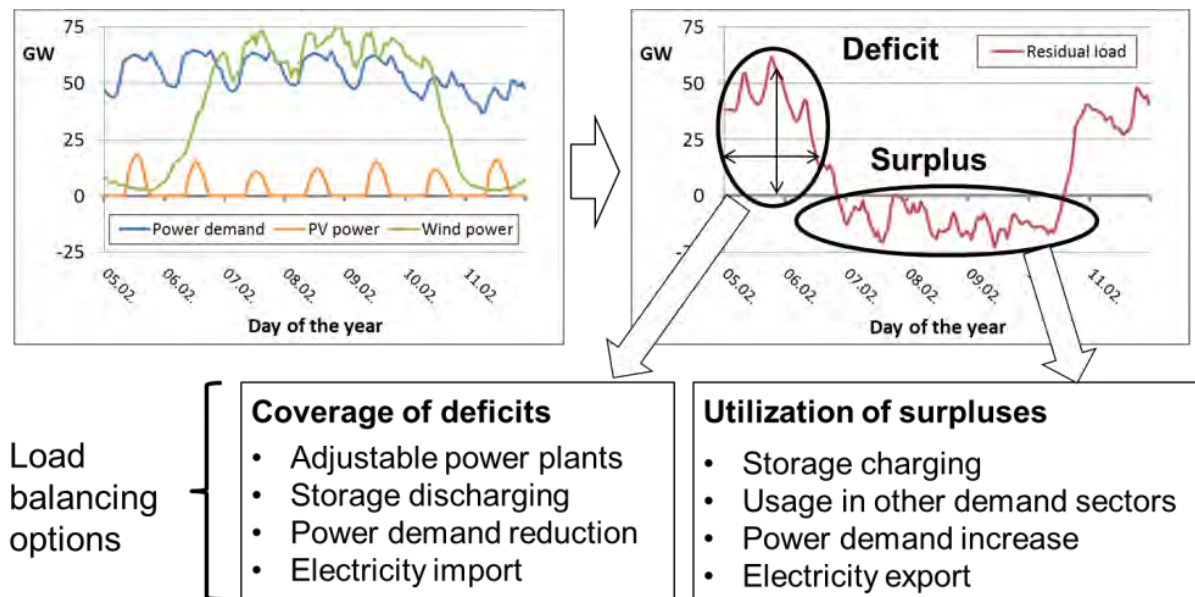 75
GW
50
25
0
-25
Power demand
PV power
Wind power
05.02.
06.02.
07.02.
08.02.
09.02.
10.02.
11.02.
Day of the year
75
GW
50
25
0
Deficit
Residual load
Surplus
05.02.
06.02.
07.02.
08.02.
09.02.
11.02.
Day of the year
Load
balancing
options
Coverage of deficits
• Adjustable power plants
• Storage discharging
• Power demand reduction
• Electricity import
Utilization of surpluses
• Storage charging
• Usage in other demand sectors
• Power demand increase
• Electricity export